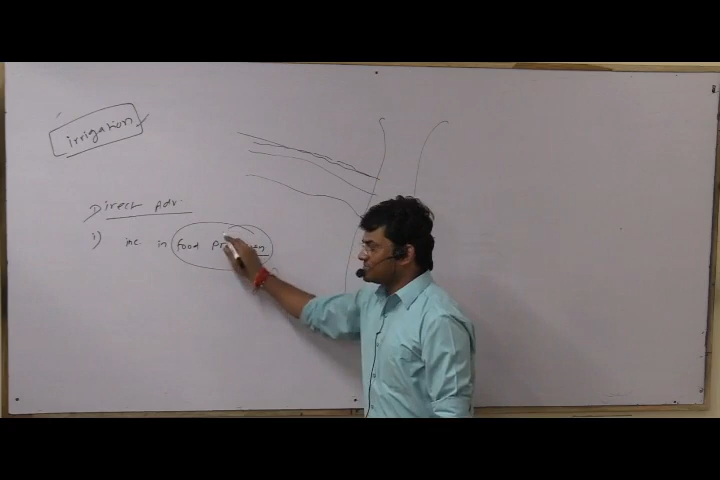 irrigation
Direct Adv.
1) inc. in food